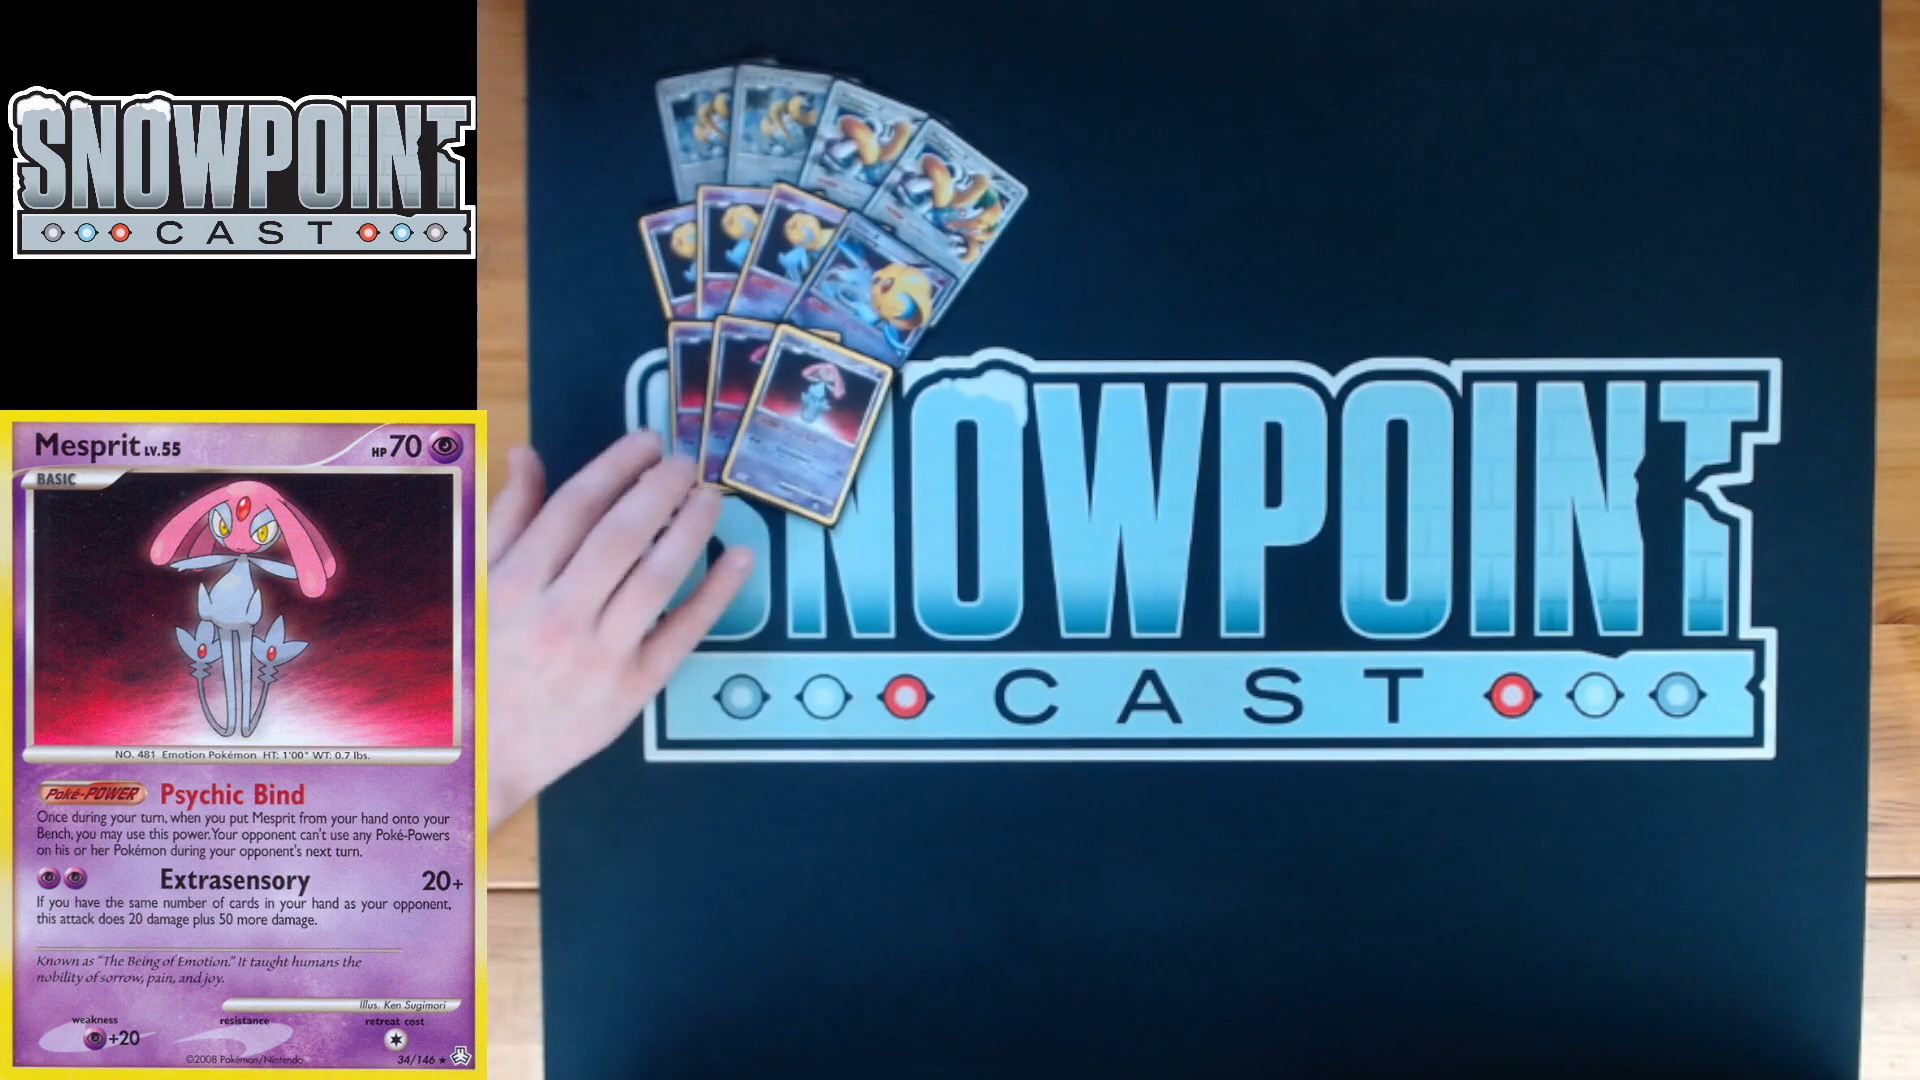 SNOWPOINT
CAST
Mesprit LV.55
HP 70
BASIC
NO. 481 Emotion Pokémon HT: 1'00" WT: 0.7 lbs.
Poké-POWER Psychic Bind
Once during your turn, when you put Mesprit from your hand onto your
Bench, you may use this power. Your opponent can't use any Poké-Powers
on his or her Pokémon during your opponent's next turn.
Extrasensory 20+
If you have the same number of cards in your hand as your opponent,
this attack does 20 damage plus 50 more damage.
Known as "The Being of Emotion." It taught humans the
nobility of sorrow, pain, and joy.
Illus. Ken Sugimori
weakness resistance retreat cost
+20
©2008 Pokémon/Nintendo 34/146
SNOWPOINT
CAST